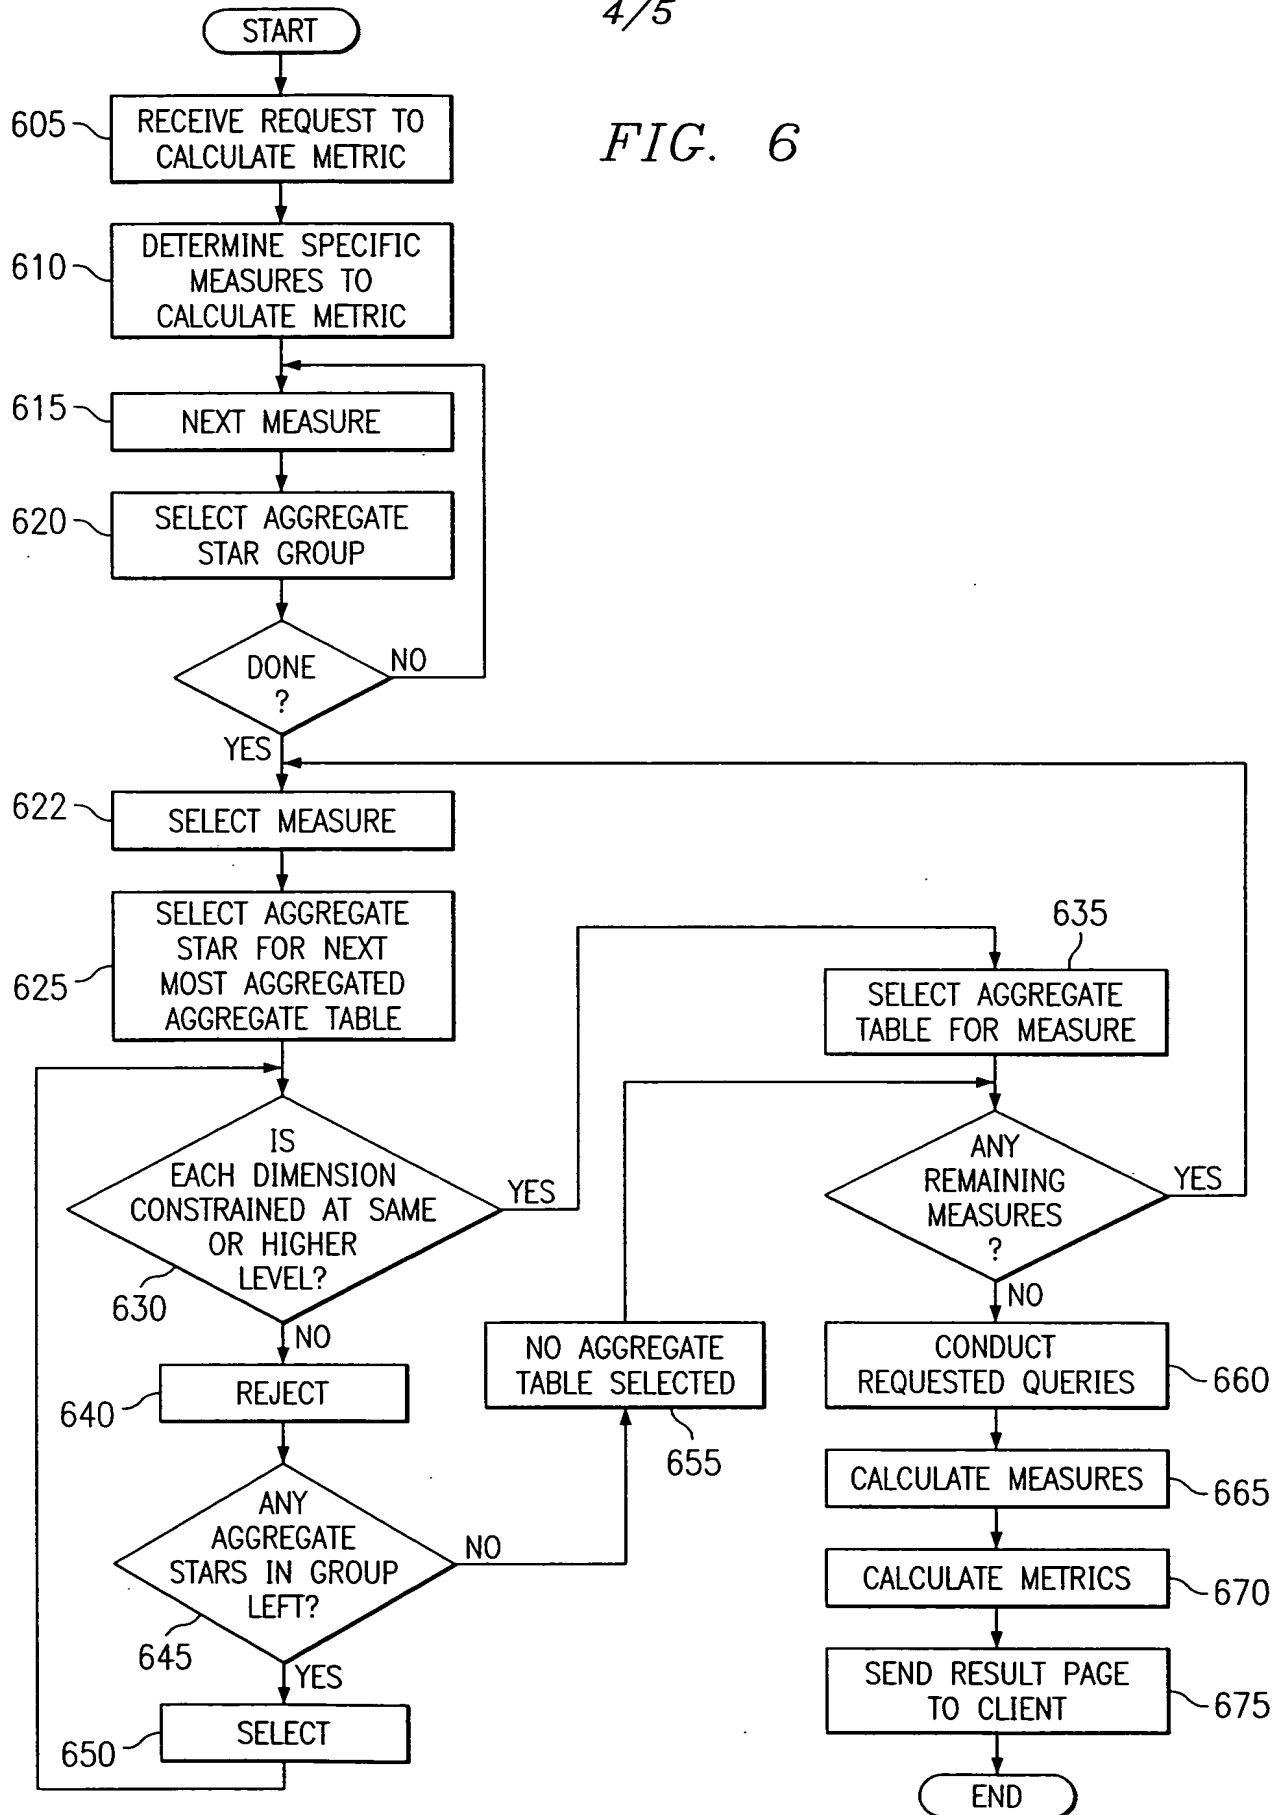 4/5
FIG. 6
START
605
RECEIVE REQUEST TO
CALCULATE METRIC
610
DETERMINE SPECIFIC
MEASURES TO
CALCULATE METRIC
615
NEXT MEASURE
620
SELECT AGGREGATE
STAR GROUP
DONE
?
NO
YES
622
SELECT MEASURE
625
SELECT AGGREGATE
STAR FOR NEXT
MOST AGGREGATED
AGGREGATE TABLE
IS
EACH DIMENSION
CONSTRAINED AT SAME
OR HIGHER
LEVEL?
630
YES
NO
640
REJECT
ANY
AGGREGATE
STARS IN GROUP
LEFT?
645
NO
YES
650
SELECT
NO AGGREGATE
TABLE SELECTED
655
635
SELECT AGGREGATE
TABLE FOR MEASURE
ANY
REMAINING
MEASURES
?
YES
NO
CONDUCT
REQUESTED QUERIES
660
CALCULATE MEASURES
665
CALCULATE METRICS
670
SEND RESULT PAGE
TO CLIENT
675
END